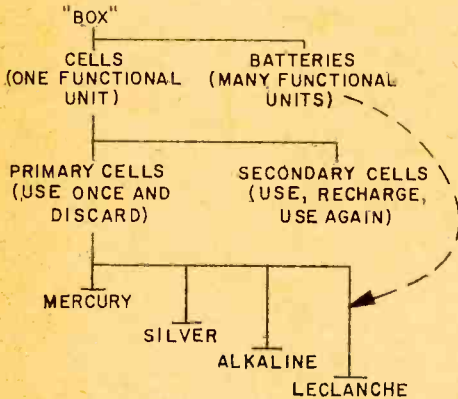 "BOX"
CELLS
(ONE FUNCTIONAL
UNIT)
BATTERIES
(MANY FUNCTIONAL
UNITS)
PRIMARY CELLS
(USE ONCE AND
DISCARD)
SECONDARY CELLS
(USE, RECHARGE,
USE AGAIN)
MERCURY
SILVER
ALKALINE
LECLANCHE